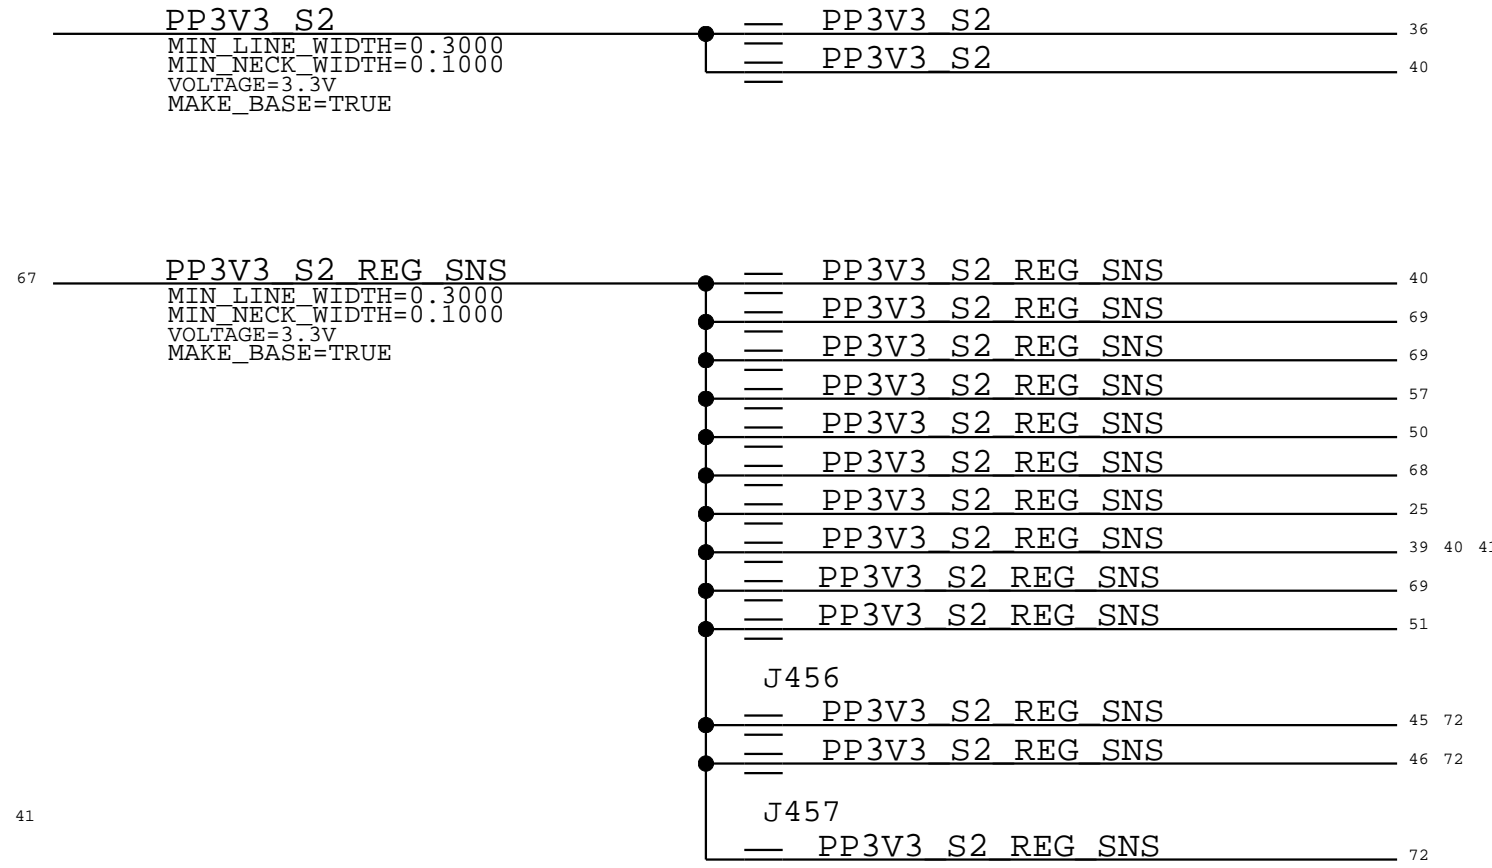 PP3V3_S2 PP3V3_S2 36
MIN_LINE_WIDTH=0.3000
MIN_NECK_WIDTH=0.1000 PP3V3_S2 40
VOLTAGE=3.3V
MAKE_BASE=TRUE
67 PP3V3_S2_REG_SNS PP3V3_S2_REG_SNS 40
MIN_LINE_WIDTH=0.3000
MIN_NECK_WIDTH=0.1000 PP3V3_S2_REG_SNS 69
VOLTAGE=3.3V
MAKE_BASE=TRUE PP3V3_S2_REG_SNS 69
PP3V3_S2_REG_SNS 57
PP3V3_S2_REG_SNS 50
PP3V3_S2_REG_SNS 68
PP3V3_S2_REG_SNS 25
PP3V3_S2_REG_SNS 39 40 41
PP3V3_S2_REG_SNS 69
PP3V3_S2_REG_SNS 51
J456
PP3V3_S2_REG_SNS 45 72
PP3V3_S2_REG_SNS 46 72
41 J457
PP3V3_S2_REG_SNS 72